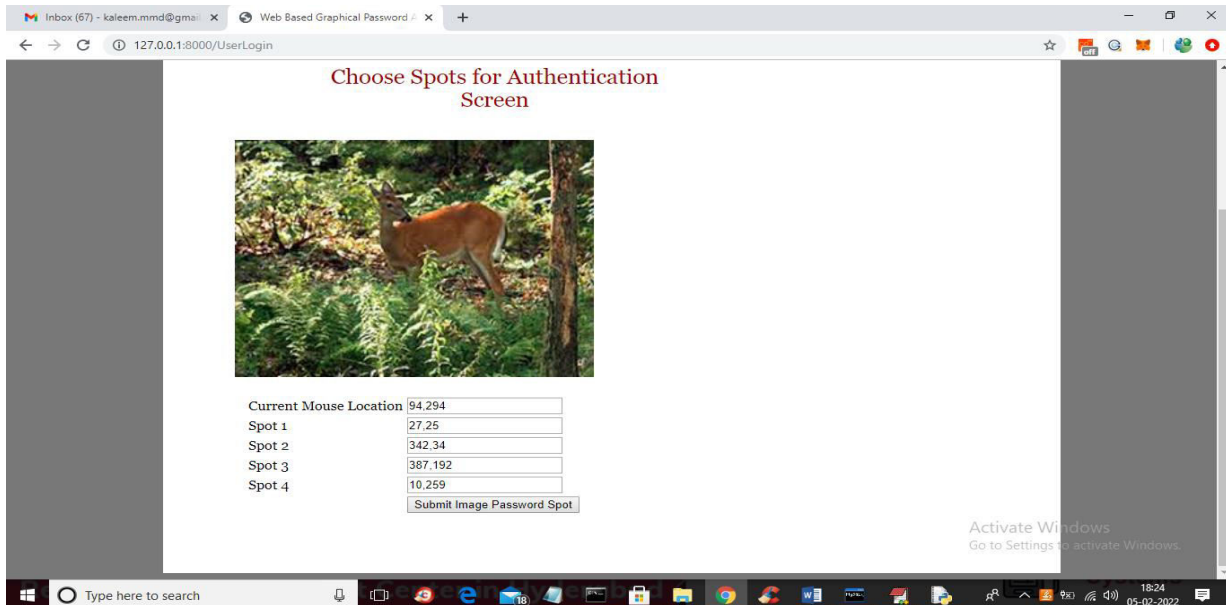 Inbox (67) - kaleem.mmd@gmai
Web Based Graphical Password A
127.0.0.1:8000/UserLogin
off
Choose Spots for Authentication
Screen
Current Mouse Location 94,294
Spot 1 27,25
Spot 2 342,34
Spot 3 387,192
Spot 4 10,259
Submit Image Password Spot
Activate Windows
Go to Settings to activate Windows.
Type here to search
18
18:24
05-02-2022